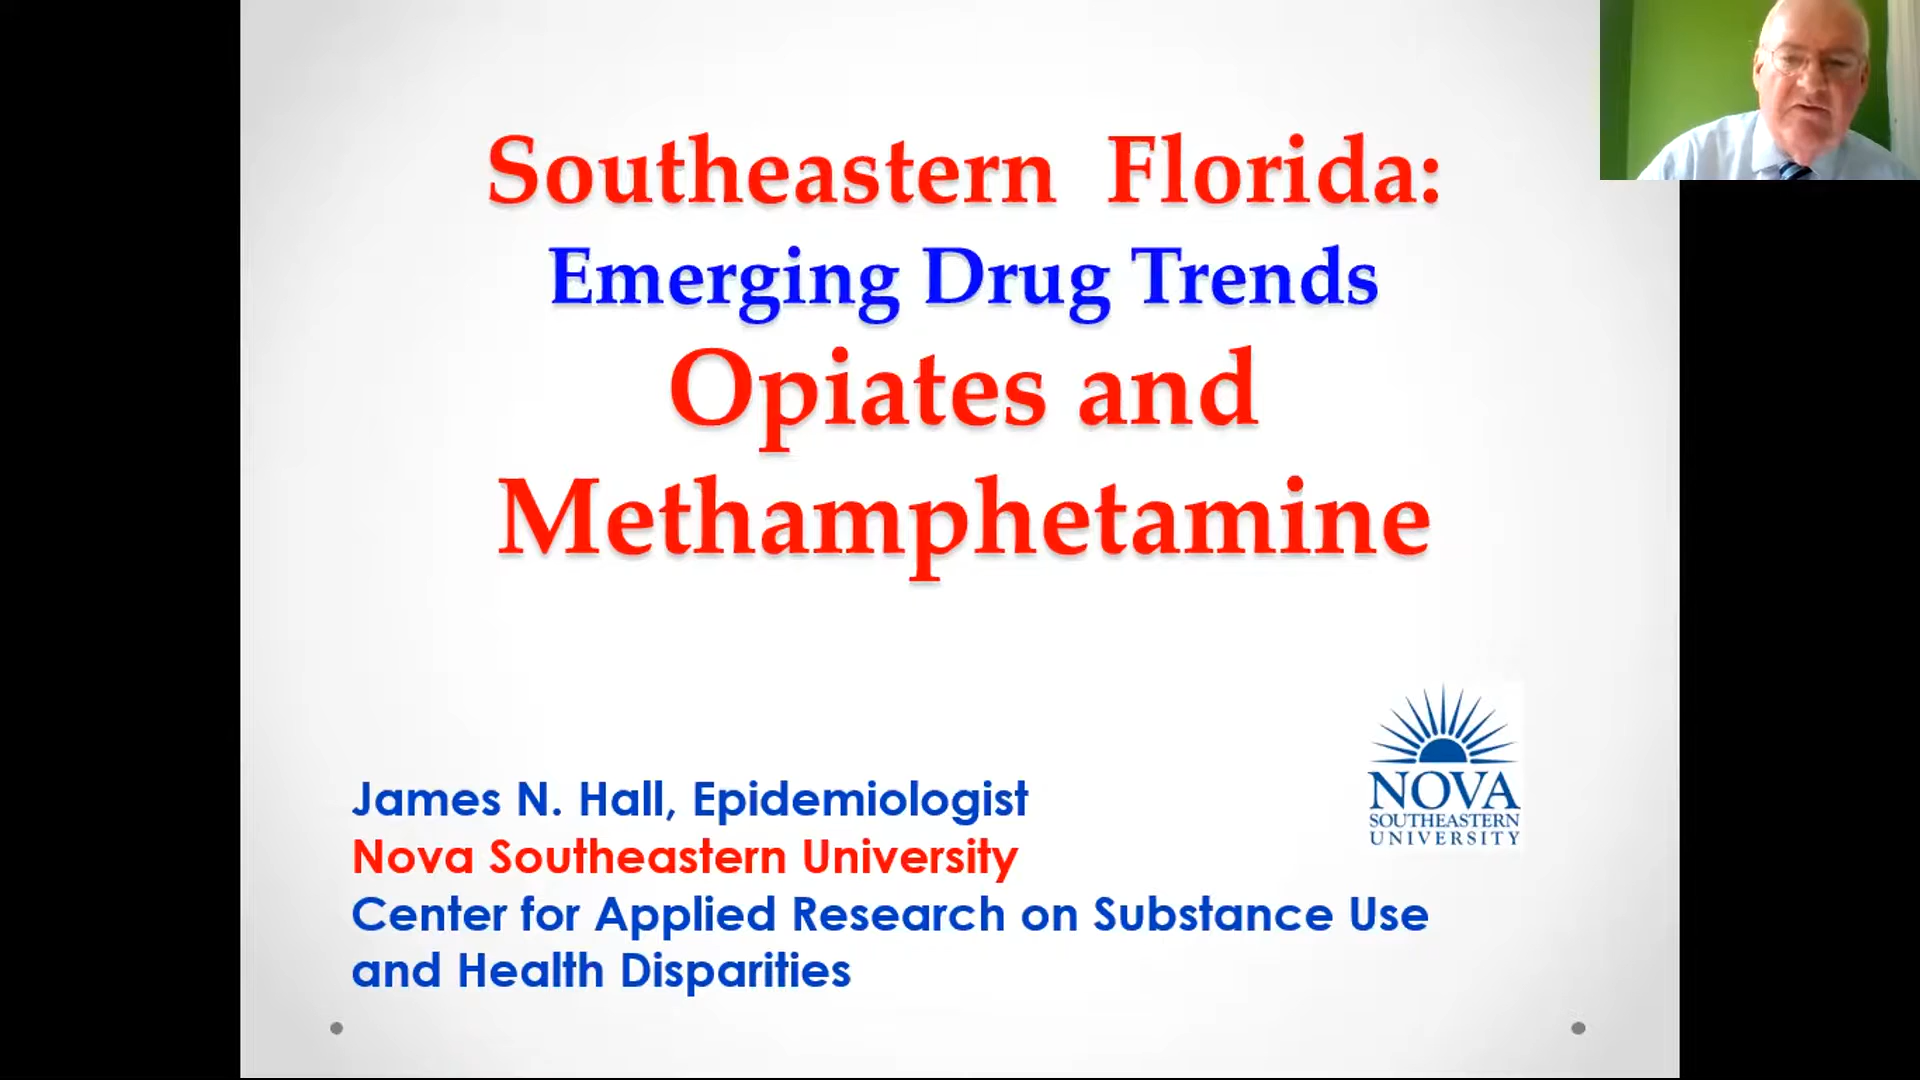 Southeastern Florida:
Emerging Drug Trends
Opiates and
Methamphetamine
NOVA
SOUTHEASTERN
UNIVERSITY
James N. Hall, Epidemiologist
Nova Southeastern University
Center for Applied Research on Substance Use
and Health Disparities